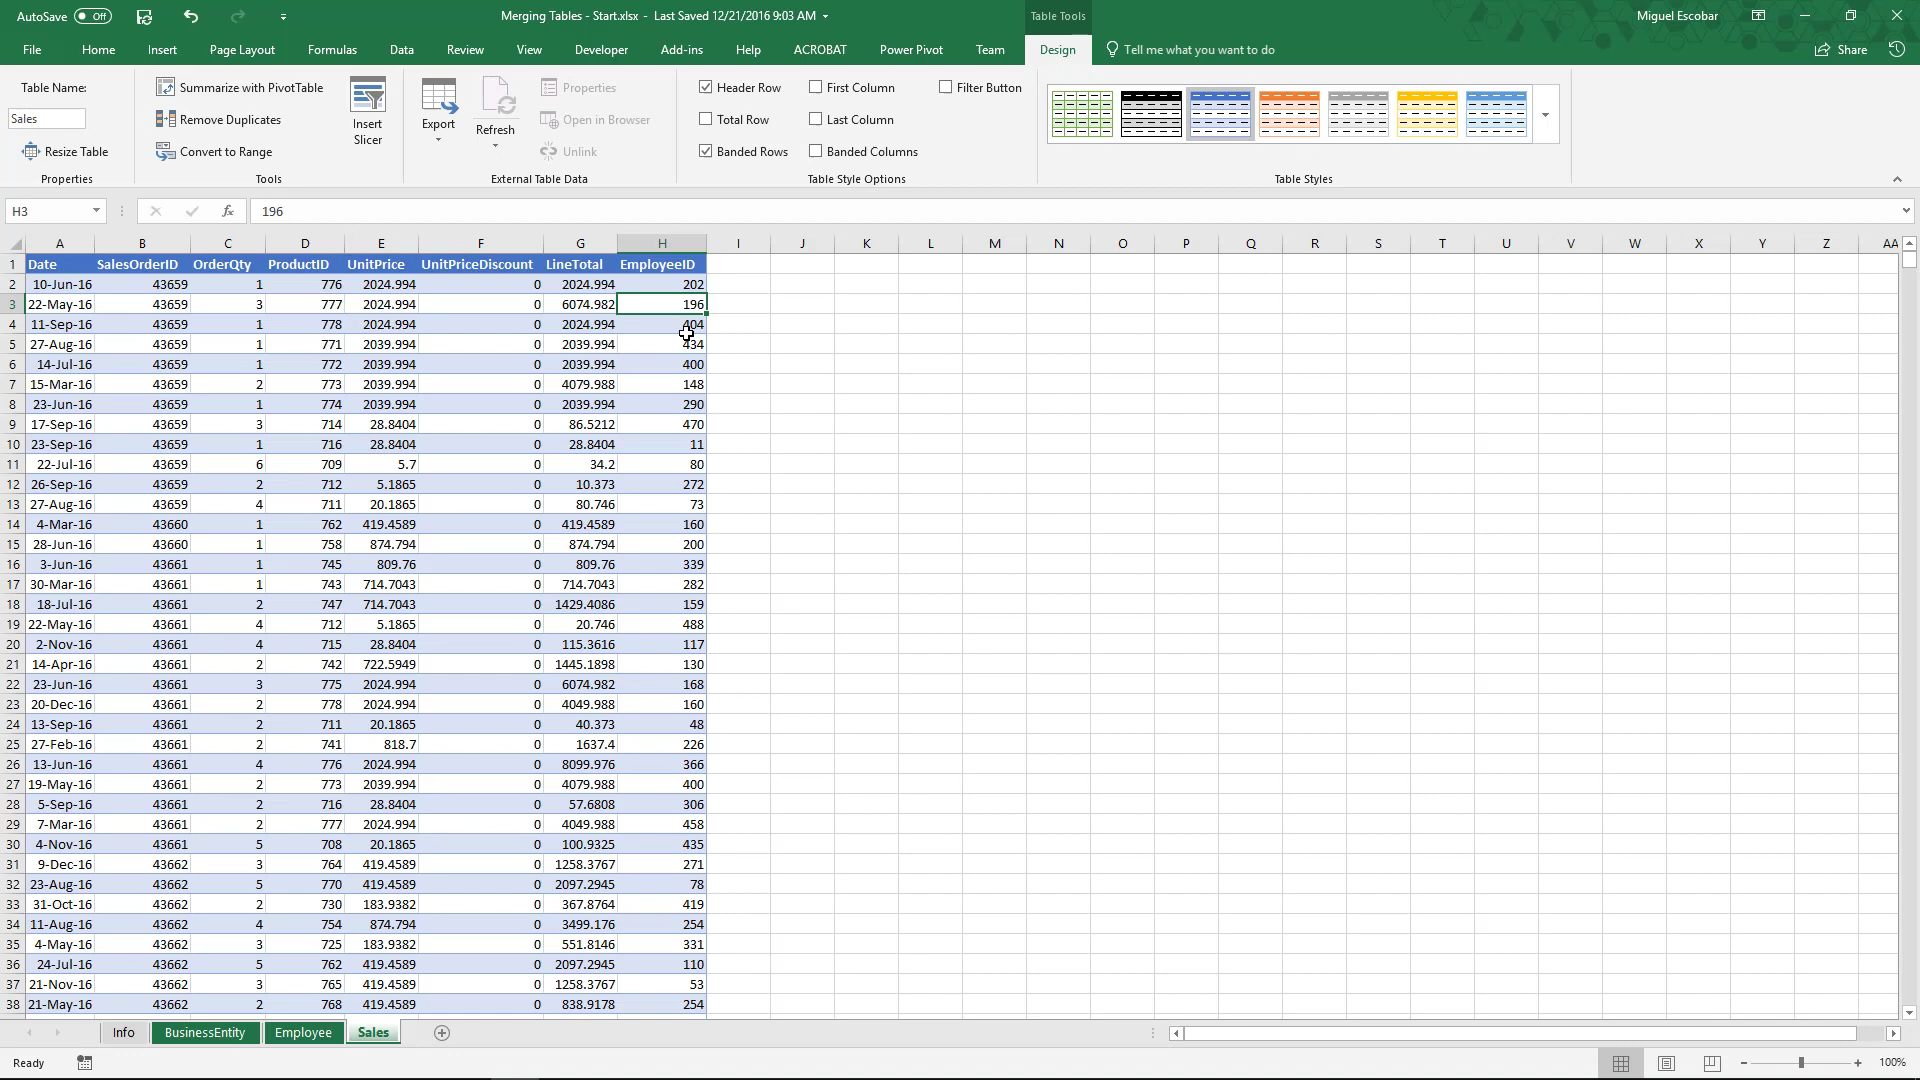 AutoSave Off Merging Tables - Start.xlsx - Last Saved 12/21/2016 9:03 AM Table Tools Miguel Escobar
File Home Insert Page Layout Formulas Data Review View Developer Add-ins Help ACROBAT Power Pivot Team Design Tell me what you want to do Share
Table Name: Summarize with PivotTable Properties Header Row First Column Filter Button
Sales Remove Duplicates Insert Slicer Export Refresh Open in Browser Total Row Last Column
Resize Table Convert to Range Unlink Banded Rows Banded Columns
Properties Tools External Table Data Table Style Options Table Styles
H3 fx 196
A B C D E F G H I J K L M N O P Q R S T U V W X Y Z AA
1 Date SalesOrderID OrderQty ProductID UnitPrice UnitPriceDiscount LineTotal EmployeeID
2 10-Jun-16 43659 1 776 2024.994 0 2024.994 202
3 22-May-16 43659 3 777 2024.994 0 6074.982 196
4 11-Sep-16 43659 1 778 2024.994 0 2024.994 404
5 27-Aug-16 43659 1 771 2039.994 0 2039.994 434
6 14-Jul-16 43659 1 772 2039.994 0 2039.994 400
7 15-Mar-16 43659 2 773 2039.994 0 4079.988 148
8 23-Jun-16 43659 1 774 2039.994 0 2039.994 290
9 17-Sep-16 43659 3 714 28.8404 0 86.5212 470
10 23-Sep-16 43659 1 716 28.8404 0 28.8404 11
11 22-Jul-16 43659 6 709 5.7 0 34.2 80
12 26-Sep-16 43659 2 712 5.1865 0 10.373 272
13 27-Aug-16 43659 4 711 20.1865 0 80.746 73
14 4-Mar-16 43660 1 762 419.4589 0 419.4589 160
15 28-Jun-16 43660 1 758 874.794 0 874.794 200
16 3-Jun-16 43661 1 745 809.76 0 809.76 339
17 30-Mar-16 43661 1 743 714.7043 0 714.7043 282
18 18-Jul-16 43661 2 747 714.7043 0 1429.4086 159
19 22-May-16 43661 4 712 5.1865 0 20.746 488
20 2-Nov-16 43661 4 715 28.8404 0 115.3616 117
21 14-Apr-16 43661 2 742 722.5949 0 1445.1898 130
22 23-Jun-16 43661 3 775 2024.994 0 6074.982 168
23 20-Dec-16 43661 2 778 2024.994 0 4049.988 160
24 13-Sep-16 43661 2 711 20.1865 0 40.373 48
25 27-Feb-16 43661 2 741 818.7 0 1637.4 226
26 13-Jun-16 43661 4 776 2024.994 0 8099.976 366
27 19-May-16 43661 2 773 2039.994 0 4079.988 400
28 5-Sep-16 43661 2 716 28.8404 0 57.6808 306
29 7-Mar-16 43661 2 777 2024.994 0 4049.988 458
30 4-Nov-16 43661 5 708 20.1865 0 100.9325 435
31 9-Dec-16 43662 3 764 419.4589 0 1258.3767 271
32 23-Aug-16 43662 5 770 419.4589 0 2097.2945 78
33 31-Oct-16 43662 2 730 183.9382 0 367.8764 419
34 11-Aug-16 43662 4 754 874.794 0 3499.176 254
35 4-May-16 43662 3 725 183.9382 0 551.8146 331
36 24-Jul-16 43662 5 762 419.4589 0 2097.2945 110
37 21-Nov-16 43662 3 765 419.4589 0 1258.3767 53
38 21-May-16 43662 2 768 419.4589 0 838.9178 254
Info BusinessEntity Employee Sales
Ready 100%